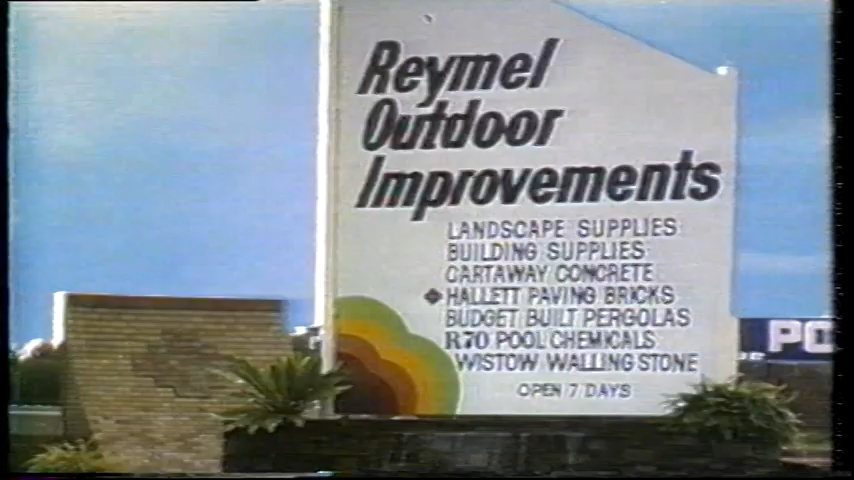 Reymel
Outdoor
Improvements
LANDSCAPE SUPPLIES
BUILDING SUPPLIES
CARTAWAY CONCRETE
HALLETT PAVING BRICKS
BUDGET BUILT PERGOLAS
R70 POOL CHEMICALS
WISTOW WALLING STONE
OPEN 7 DAYS